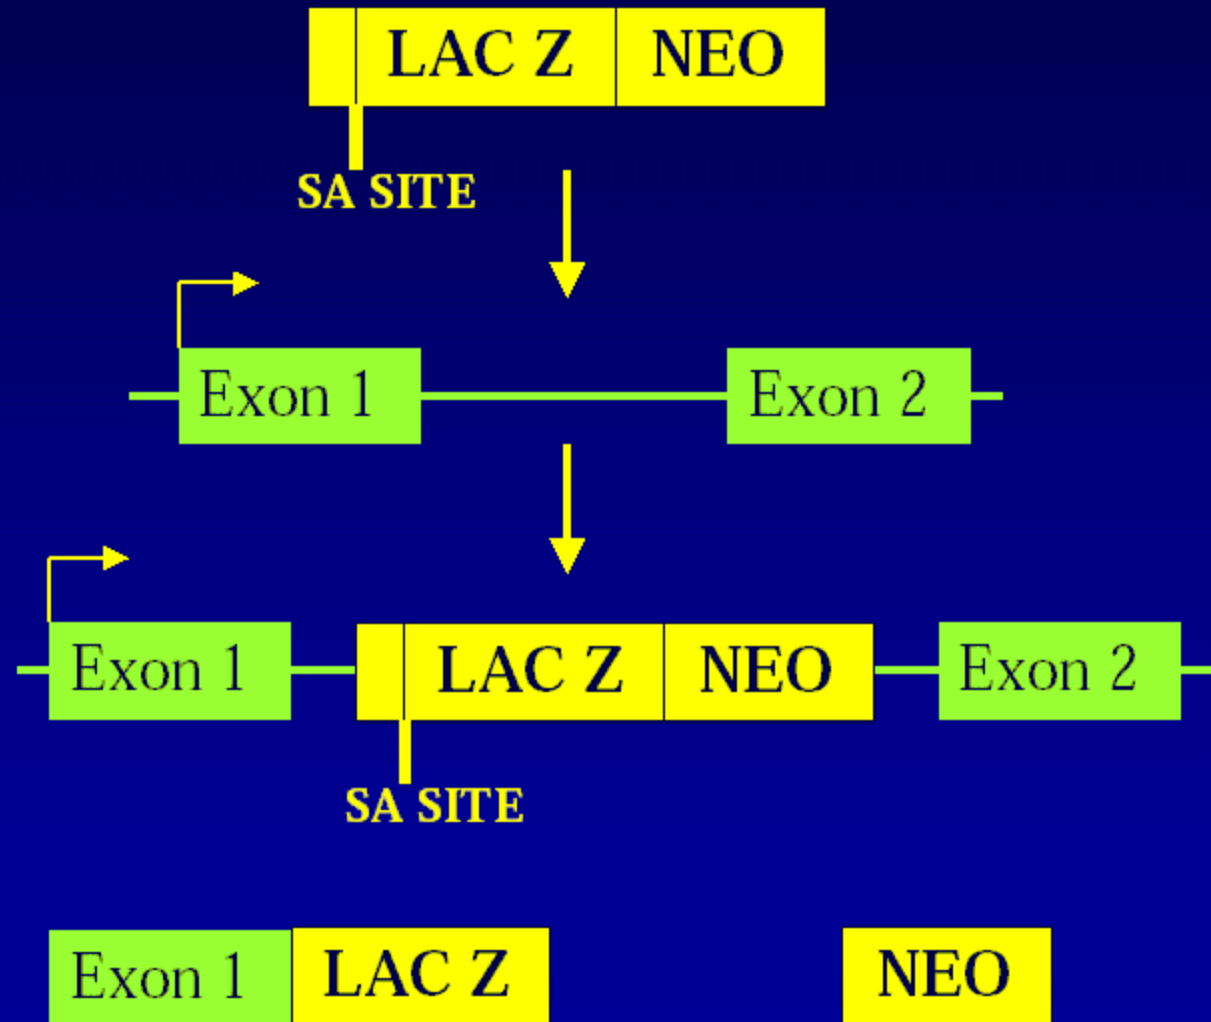 LAC Z NEO
SA SITE
Exon 1 Exon 2
Exon 1 LAC Z NEO Exon 2
SA SITE
Exon 1 LAC Z NEO